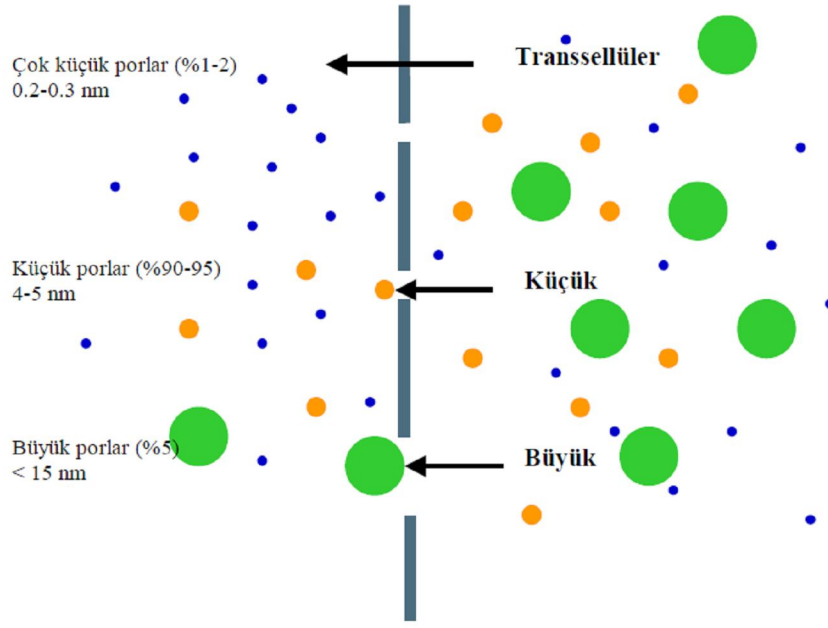 Çok küçük porlar (%1-2)
0.2-0.3 nm
Transsellüler
Küçük porlar (%90-95)
4-5 nm
Küçük
Büyük porlar (%5)
< 15 nm
Büyük